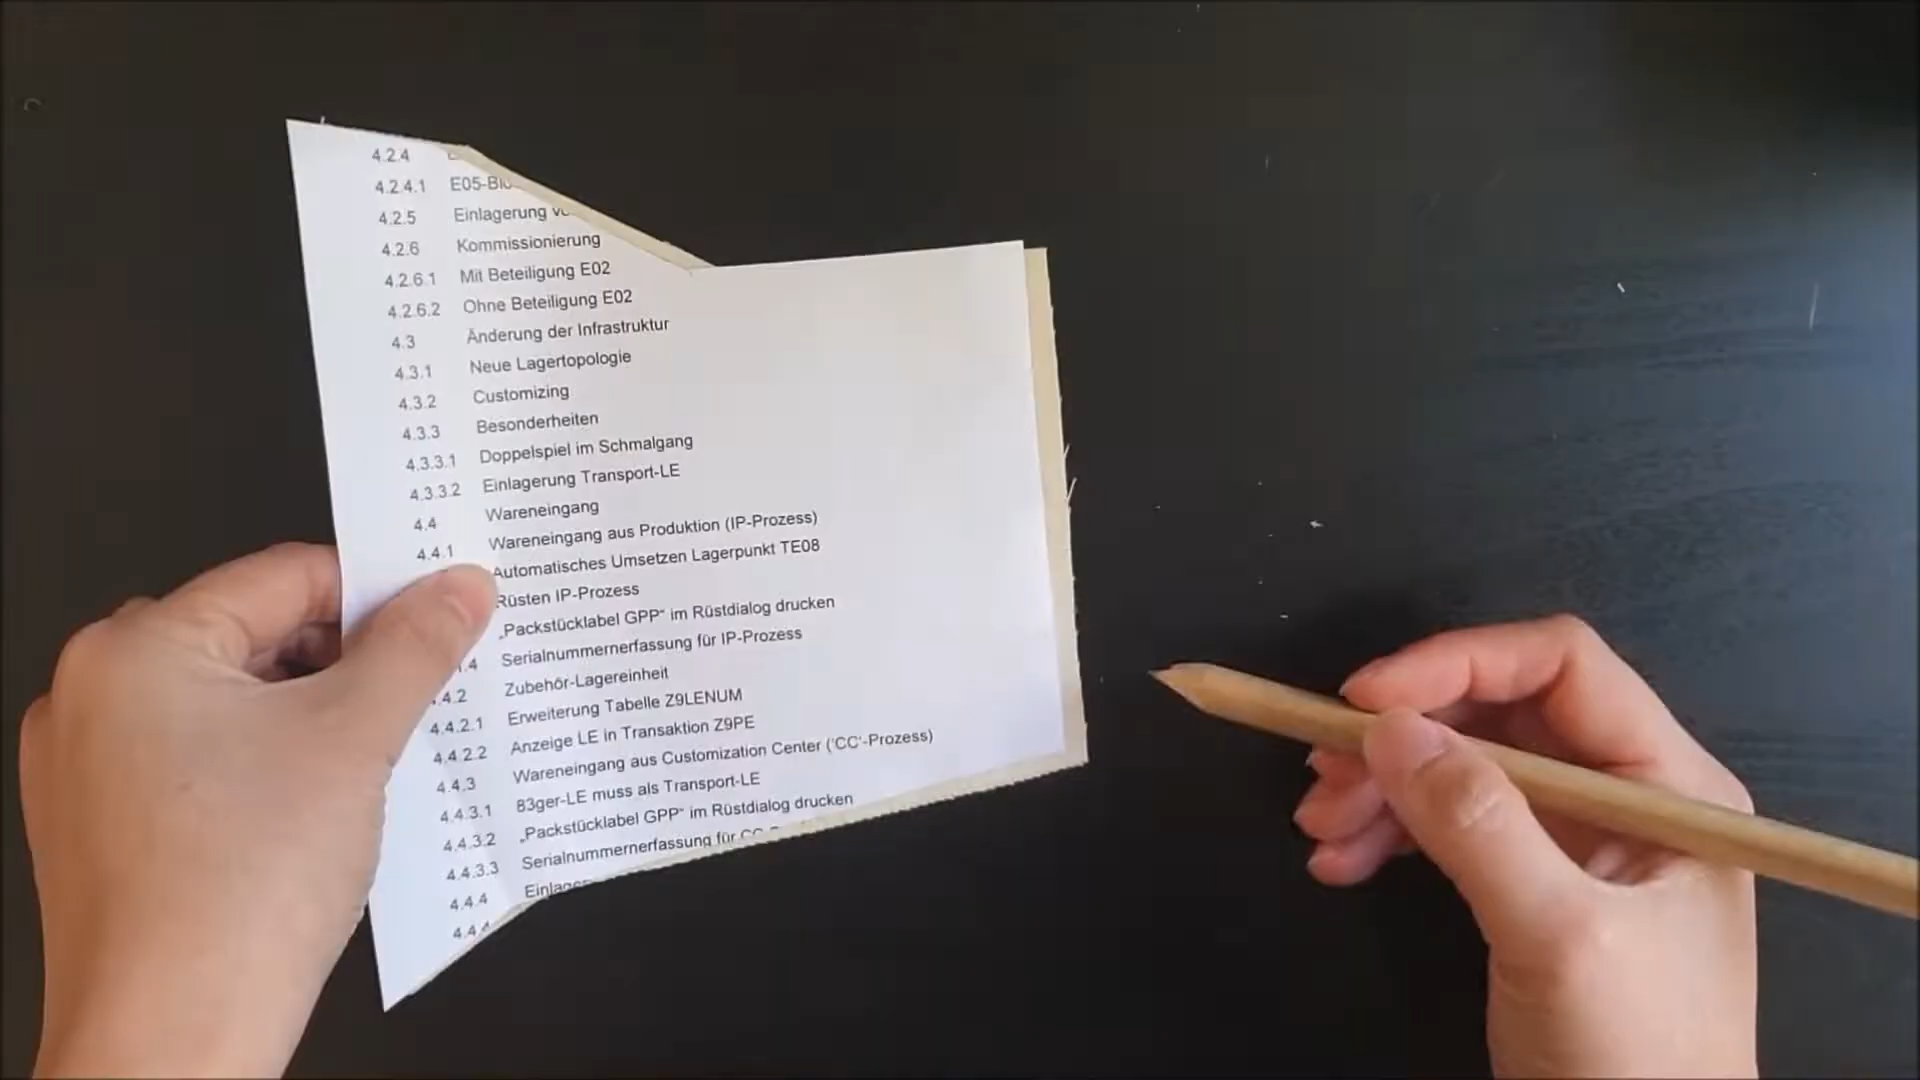 4.2.4
4.2.4.1 E05-
4.2.5 Einlagerung
4.2.6 Kommissionierung
4.2.6.1 Mit Beteiligung E02
4.2.6.2 Ohne Beteiligung E02
4.3 Änderung der Infrastruktur
4.3.1 Neue Lagertopologie
4.3.2 Customizing
4.3.3 Besonderheiten
4.3.3.1 Doppelspiel im Schmalgang
4.3.3.2 Einlagerung Transport-LE
4.4 Wareneingang
4.4.1 Wareneingang aus Produktion (IP-Prozess)
Automatisches Umsetzen Lagerpunkt TE08
Rüsten IP-Prozess
„Packstücklabel GPP“ im Rüstdialog drucken
.4 Serialnummernerfassung für IP-Prozess
.4.2 Zubehör-Lagereinheit
4.4.2.1 Erweiterung Tabelle Z9LENUM
4.4.2.2 Anzeige LE in Transaktion Z9PE
4.4.3 Wareneingang aus Customization Center ('CC'-Prozess)
4.4.3.1 83ger-LE muss als Transport-LE
4.4.3.2 „Packstücklabel GPP“ im Rüstdialog drucken
4.4.3.3 Serialnummernerfassung für
4.4.4
4.4.